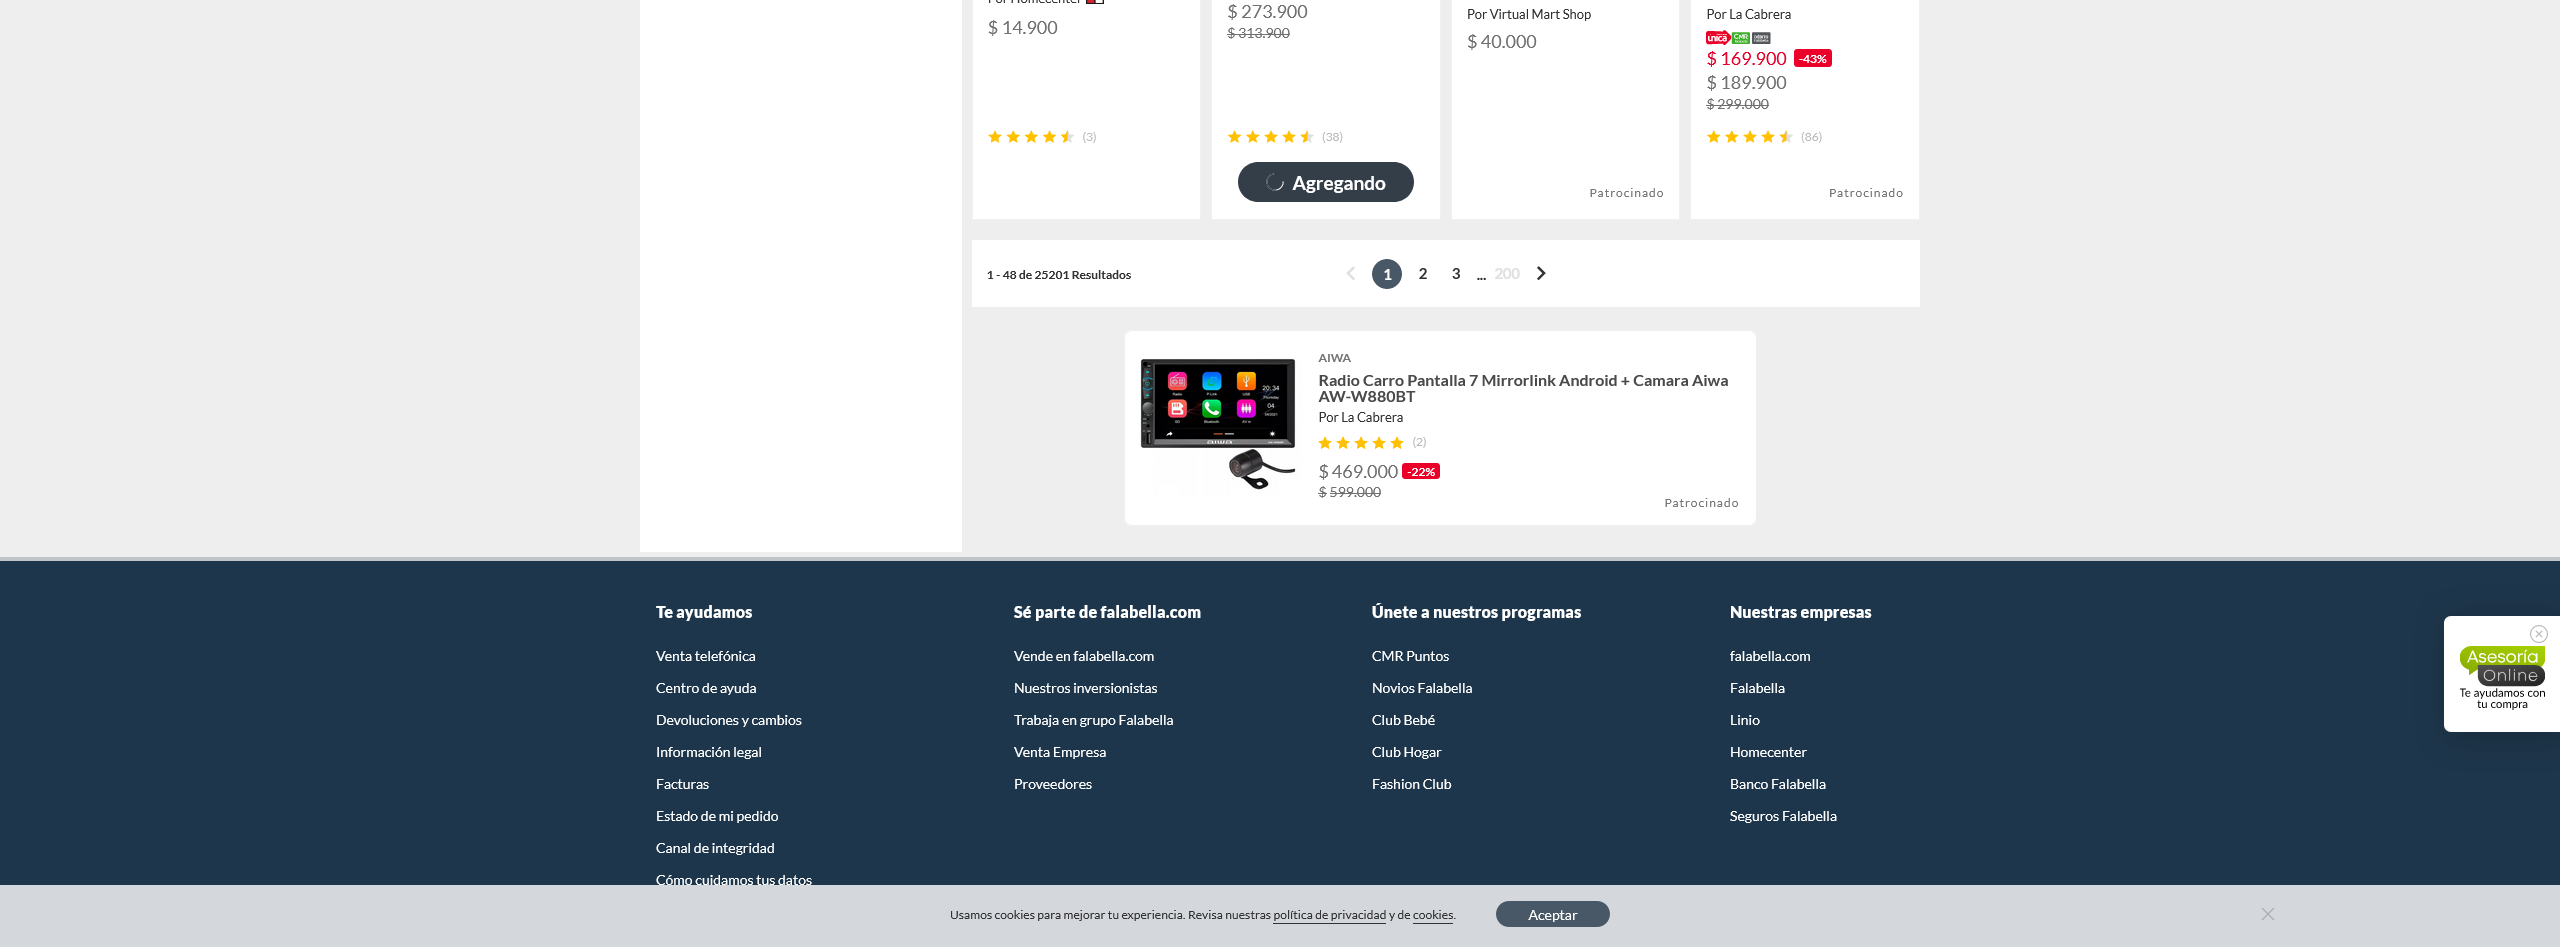 Por Homecenter
$ 14.900
(3)
$ 273.900
$ 313.900
(38)
Agregando
Por Virtual Mart Shop
$ 40.000
Patrocinado
Por La Cabrera
unica CMR
$ 169.900 -43%
$ 189.900
$ 299.000
(86)
Patrocinado
1 - 48 de 25201 Resultados
1 2 3 ... 200
AIWA
Radio Carro Pantalla 7 Mirrorlink Android + Camara Aiwa
AW-W880BT
Por La Cabrera
(2)
$ 469.000 -22%
$ 599.000
Patrocinado
Te ayudamos
Venta telefónica
Centro de ayuda
Devoluciones y cambios
Información legal
Facturas
Estado de mi pedido
Canal de integridad
Cómo cuidamos tus datos
Sé parte de falabella.com
Vende en falabella.com
Nuestros inversionistas
Trabaja en grupo Falabella
Venta Empresa
Proveedores
Únete a nuestros programas
CMR Puntos
Novios Falabella
Club Bebé
Club Hogar
Fashion Club
Nuestras empresas
falabella.com
Falabella
Linio
Homecenter
Banco Falabella
Seguros Falabella
Asesoría
Online
Te ayudamos con
tu compra
Usamos cookies para mejorar tu experiencia. Revisa nuestras política de privacidad y de cookies.
Aceptar